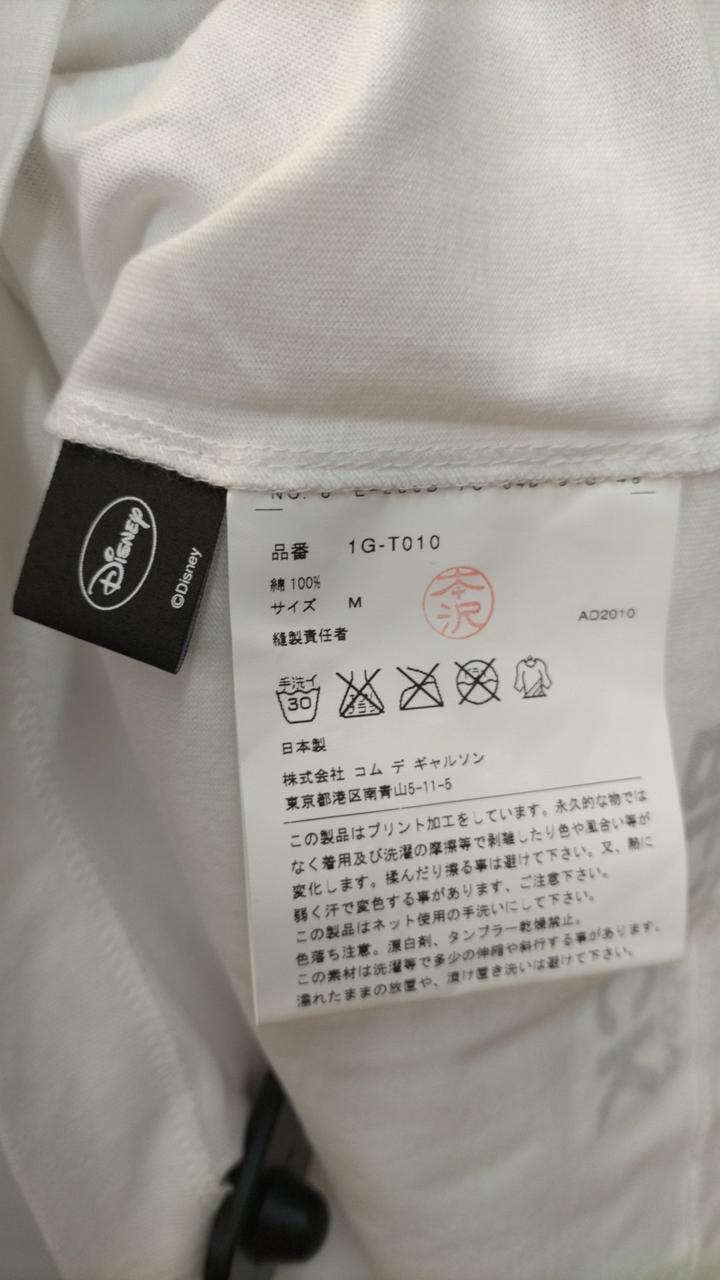 DISNEY
©Disney
品番 1G-T010
綿 100%
サイズ M
本沢
AD2010
縫製責任者
手洗イ
30
日本製
株式会社 コム デ ギャルソン
東京都港区南青山5-11-5
この製品はプリント加工をしています。永久的な物では
なく着用及び洗濯の摩擦等で剥離したり色や風合い等が
変化します。揉んだり擦る事は避けて下さい。又、熱に
弱く汗で変色する事があります、ご注意下さい。
この製品はネット使用の手洗いにして下さい。
色落ち注意。漂白剤、タンブラー乾燥禁止。
この素材は洗濯等で多少の伸縮や斜行する事があります。
濡れたままの放置や、漬け置き洗いは避けて下さい。